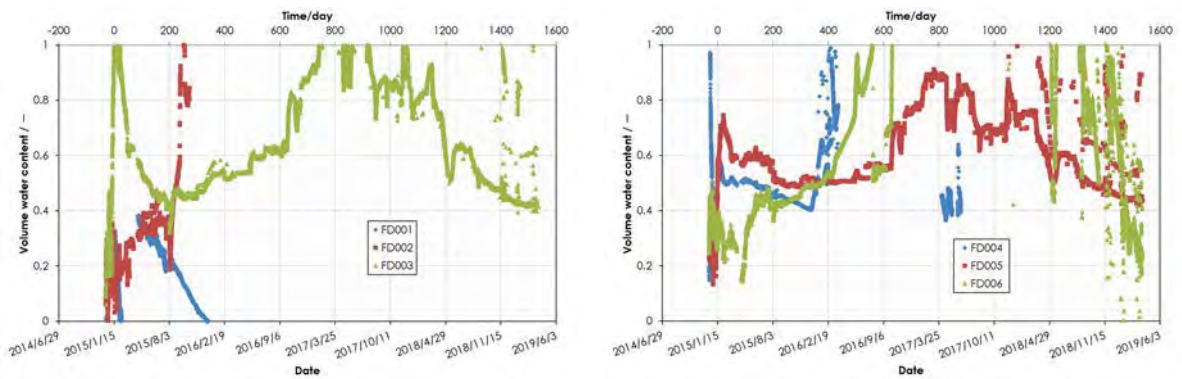 Time/day
-200 0 200 400 600 800 1000 1200 1400 1600
Volume water content / —
1
0.8
0.6
0.4
0.2
0
FD001
FD002
FD003
2014/6/29 2015/1/15 2015/8/3 2016/2/19 2016/9/6 2017/3/25 2017/10/11 2018/4/29 2018/11/15 2019/6/3
Date
Time/day
-200 0 200 400 600 800 1000 1200 1400 1600
Volume water content / —
1
0.8
0.6
0.4
0.2
0
FD004
FD005
FD006
2014/6/29 2015/1/15 2015/8/3 2016/2/19 2016/9/6 2017/3/25 2017/10/11 2018/4/29 2018/11/15 2019/6/3
Date